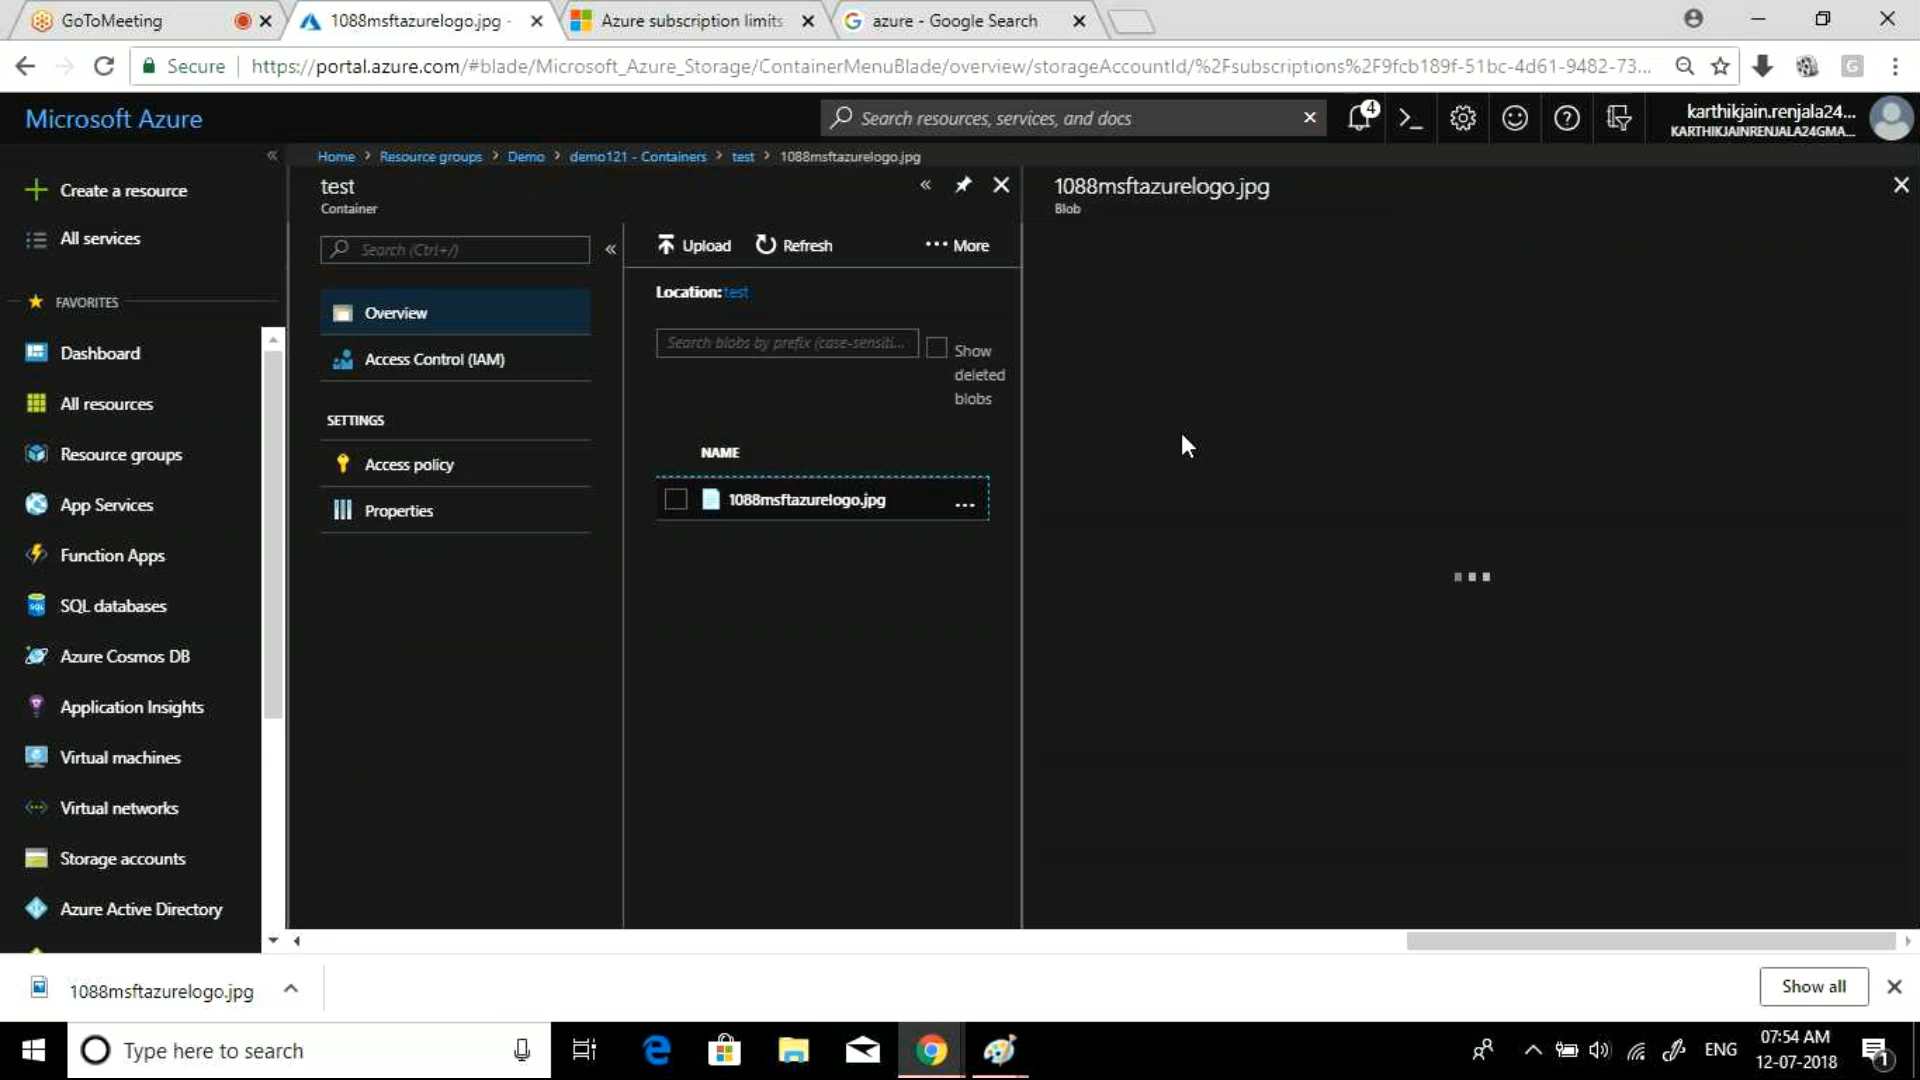 GoToMeeting
1088msftazurelogo.jpg -
Azure subscription limits
azure - Google Search
Secure
https://portal.azure.com/#blade/Microsoft_Azure_Storage/ContainerMenuBlade/overview/storageAccountId/%2Fsubscriptions%2F9fcb189f-51bc-4d61-9482-73...
G
Microsoft Azure
Search resources, services, and docs
4
karthikjain.renjala24...
KARTHIKJAINRENJALA24GMA...
Home > Resource groups > Demo > demo121 - Containers > test > 1088msftazurelogo.jpg
Create a resource
All services
FAVORITES
Dashboard
All resources
Resource groups
App Services
Function Apps
SQL databases
Azure Cosmos DB
Application Insights
Virtual machines
Virtual networks
Storage accounts
Azure Active Directory
test
Container
Search (Ctrl+/)
Overview
Access Control (IAM)
SETTINGS
Access policy
Properties
Upload
Refresh
More
Location: test
Search blobs by prefix (case-sensiti...
Show
deleted
blobs
NAME
1088msftazurelogo.jpg
...
1088msftazurelogo.jpg
Blob
1088msftazurelogo.jpg
Show all
Type here to search
ENG
07:54 AM
12-07-2018
1